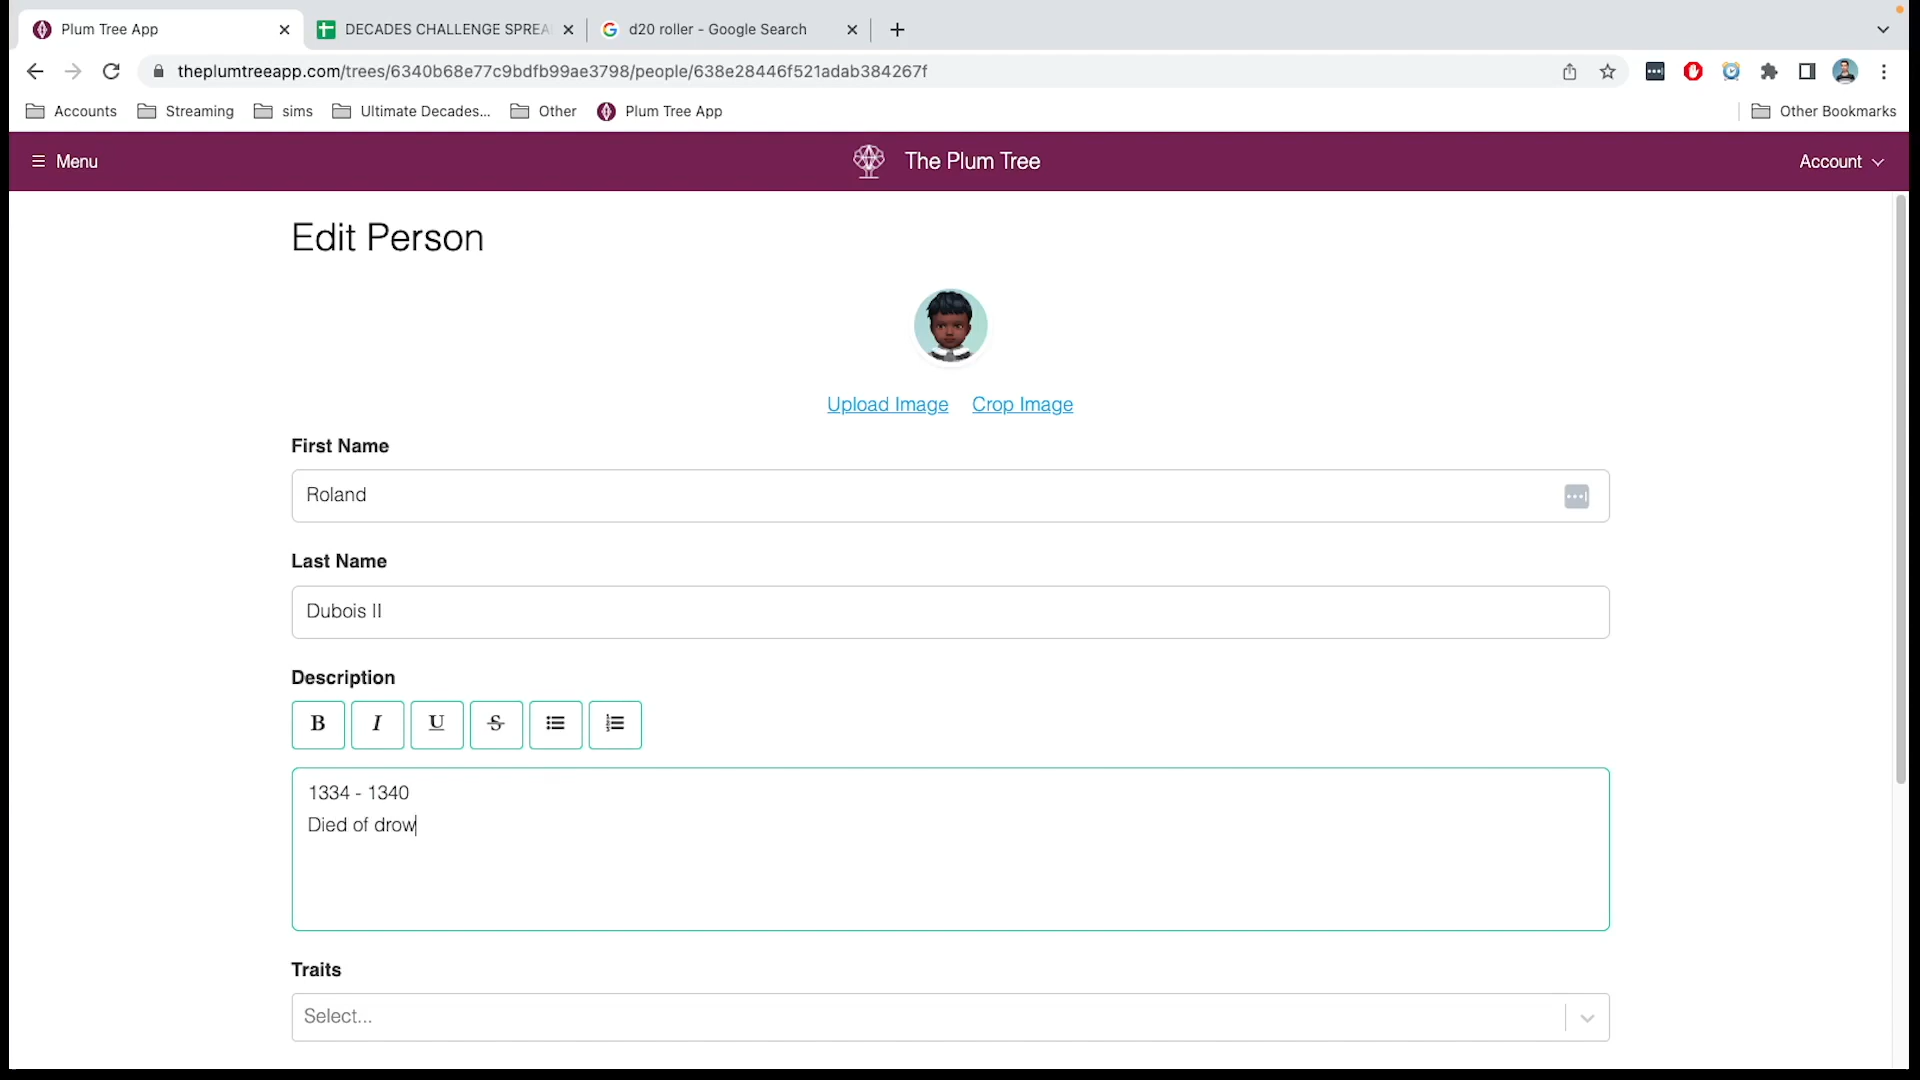 Plum Tree App
DECADES CHALLENGE SPREA
d20 roller - Google Search
theplumtreeapp.com/trees/6340b68e77c9bdfb99ae3798/people/638e28446f521adab384267f
Accounts
Streaming
sims
Ultimate Decades...
Other
Plum Tree App
Other Bookmarks
Menu
The Plum Tree
Account
Edit Person
Upload Image
Crop Image
First Name
Roland
Last Name
Dubois II
Description
B I U S
1334 - 1340
Died of drow
Traits
Select...